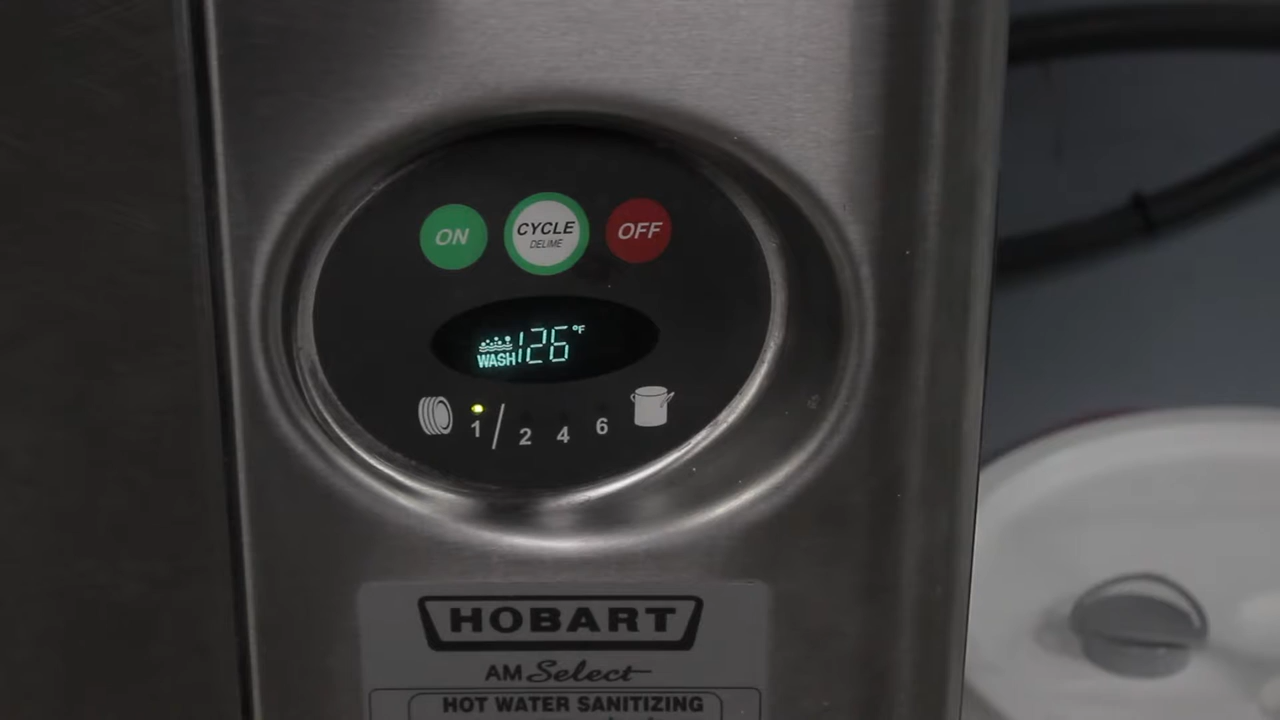 ON
CYCLE
DELIME
OFF
WASH 126 °F
1 / 2 4 6
HOBART
AM Select
HOT WATER SANITIZING